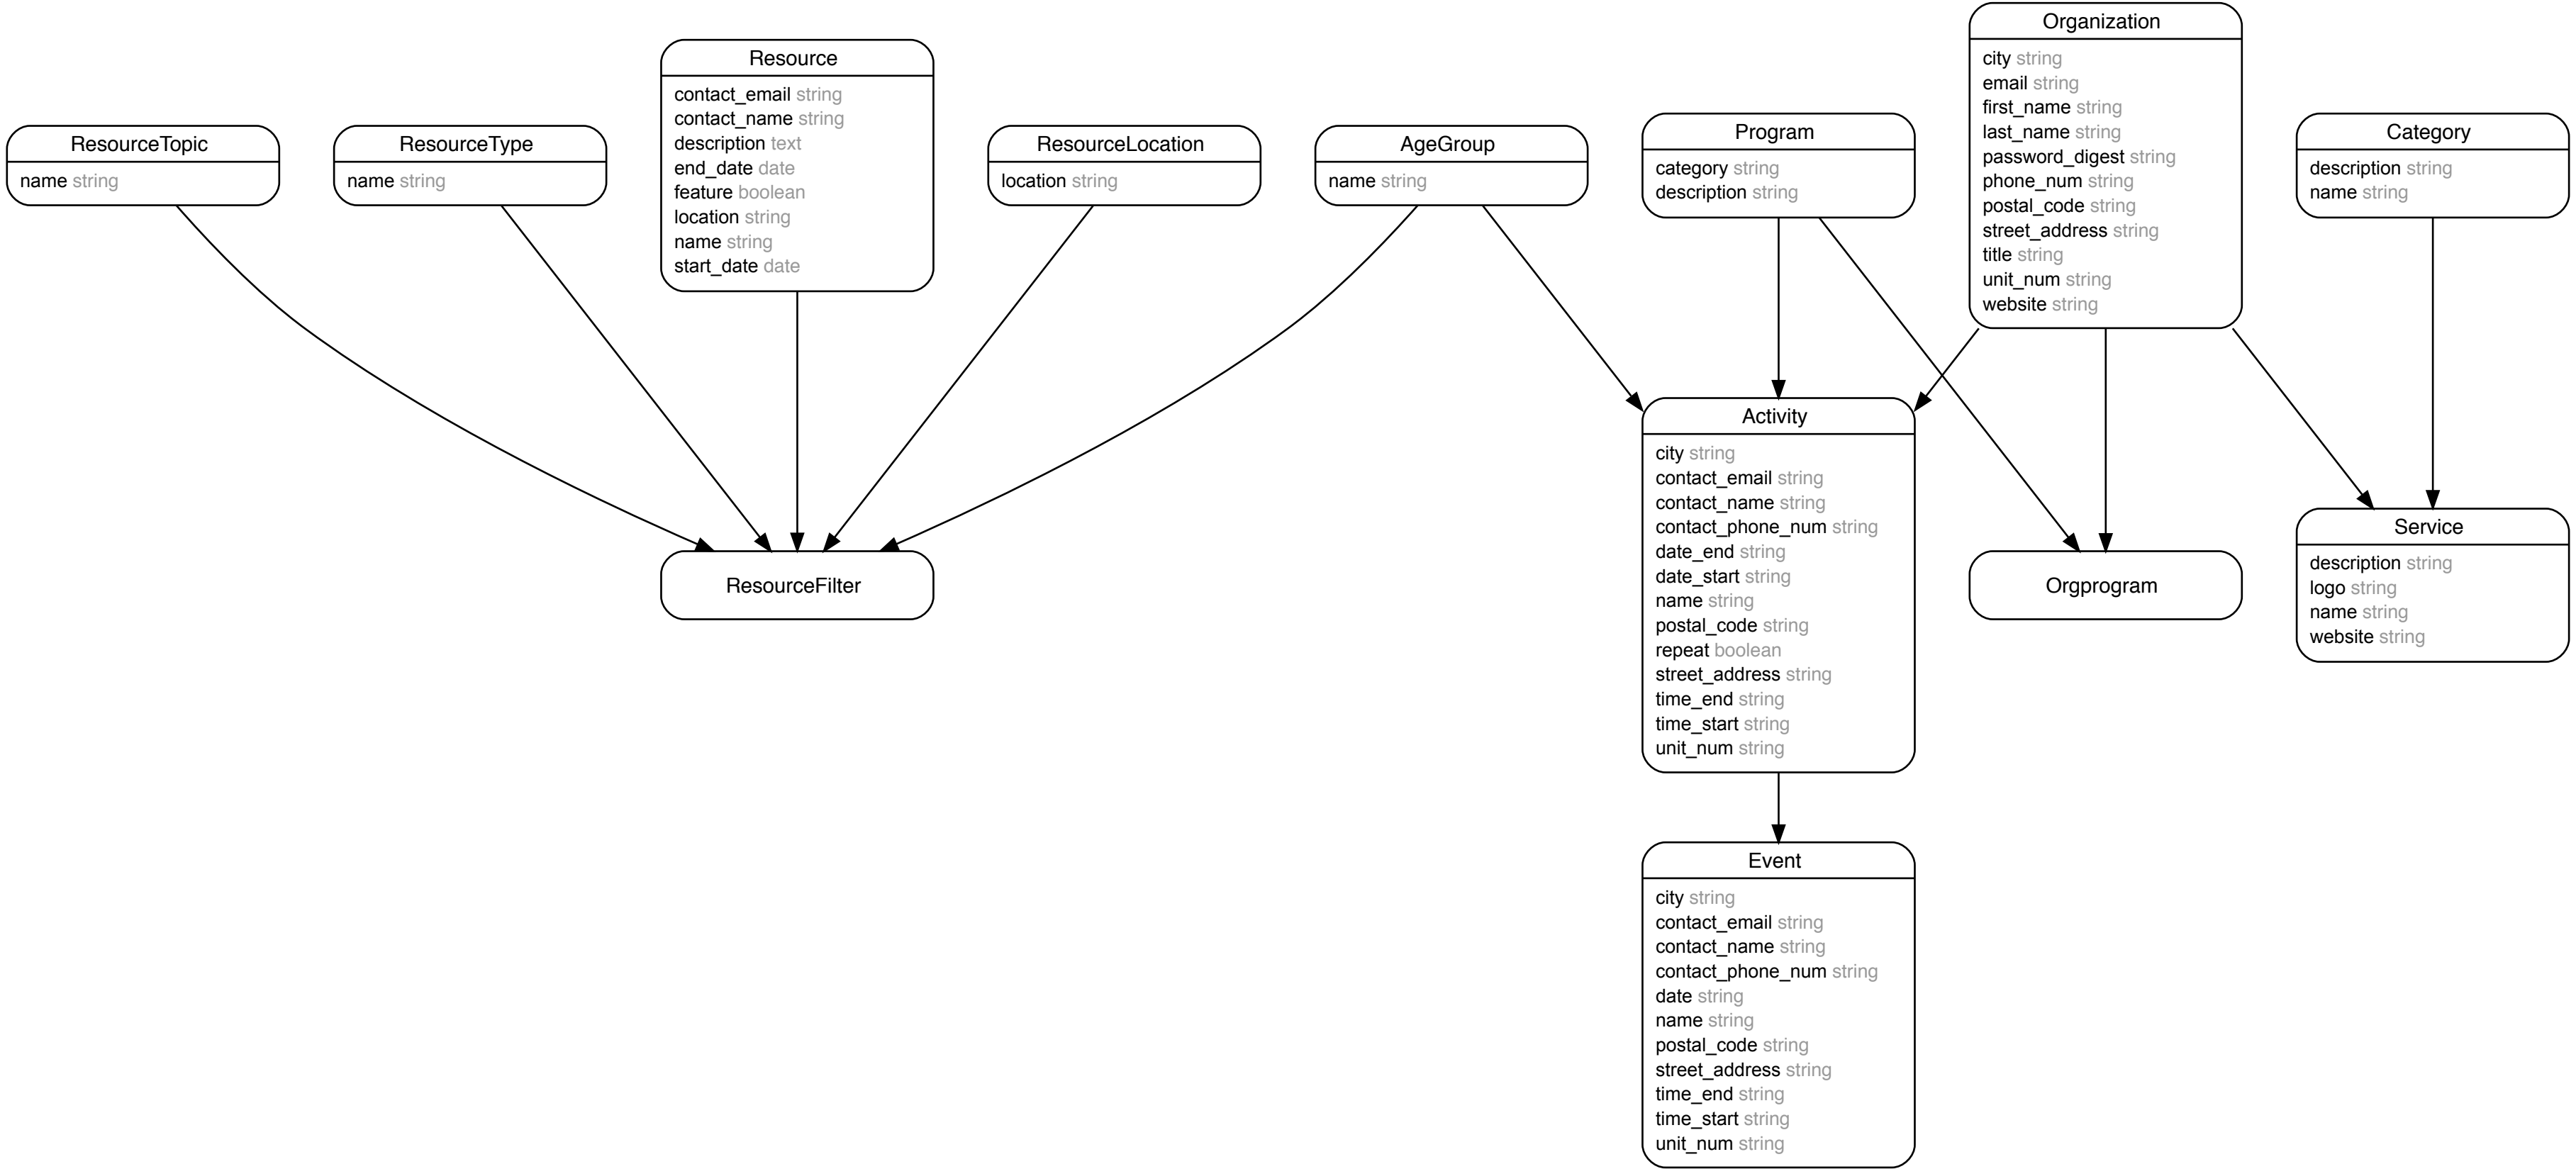 ResourceTopic
name string
ResourceType
name string
Resource
contact_email string
contact_name string
description text
end_date date
feature boolean
location string
name string
start_date date
ResourceLocation
location string
AgeGroup
name string
Program
category string
description string
Organization
city string
email string
first_name string
last_name string
password_digest string
phone_num string
postal_code string
street_address string
title string
unit_num string
website string
Category
description string
name string
ResourceFilter
Activity
city string
contact_email string
contact_name string
contact_phone_num string
date_end string
date_start string
name string
postal_code string
repeat boolean
street_address string
time_end string
time_start string
unit_num string
Orgprogram
Service
description string
logo string
name string
website string
Event
city string
contact_email string
contact_name string
contact_phone_num string
date string
name string
postal_code string
street_address string
time_end string
time_start string
unit_num string